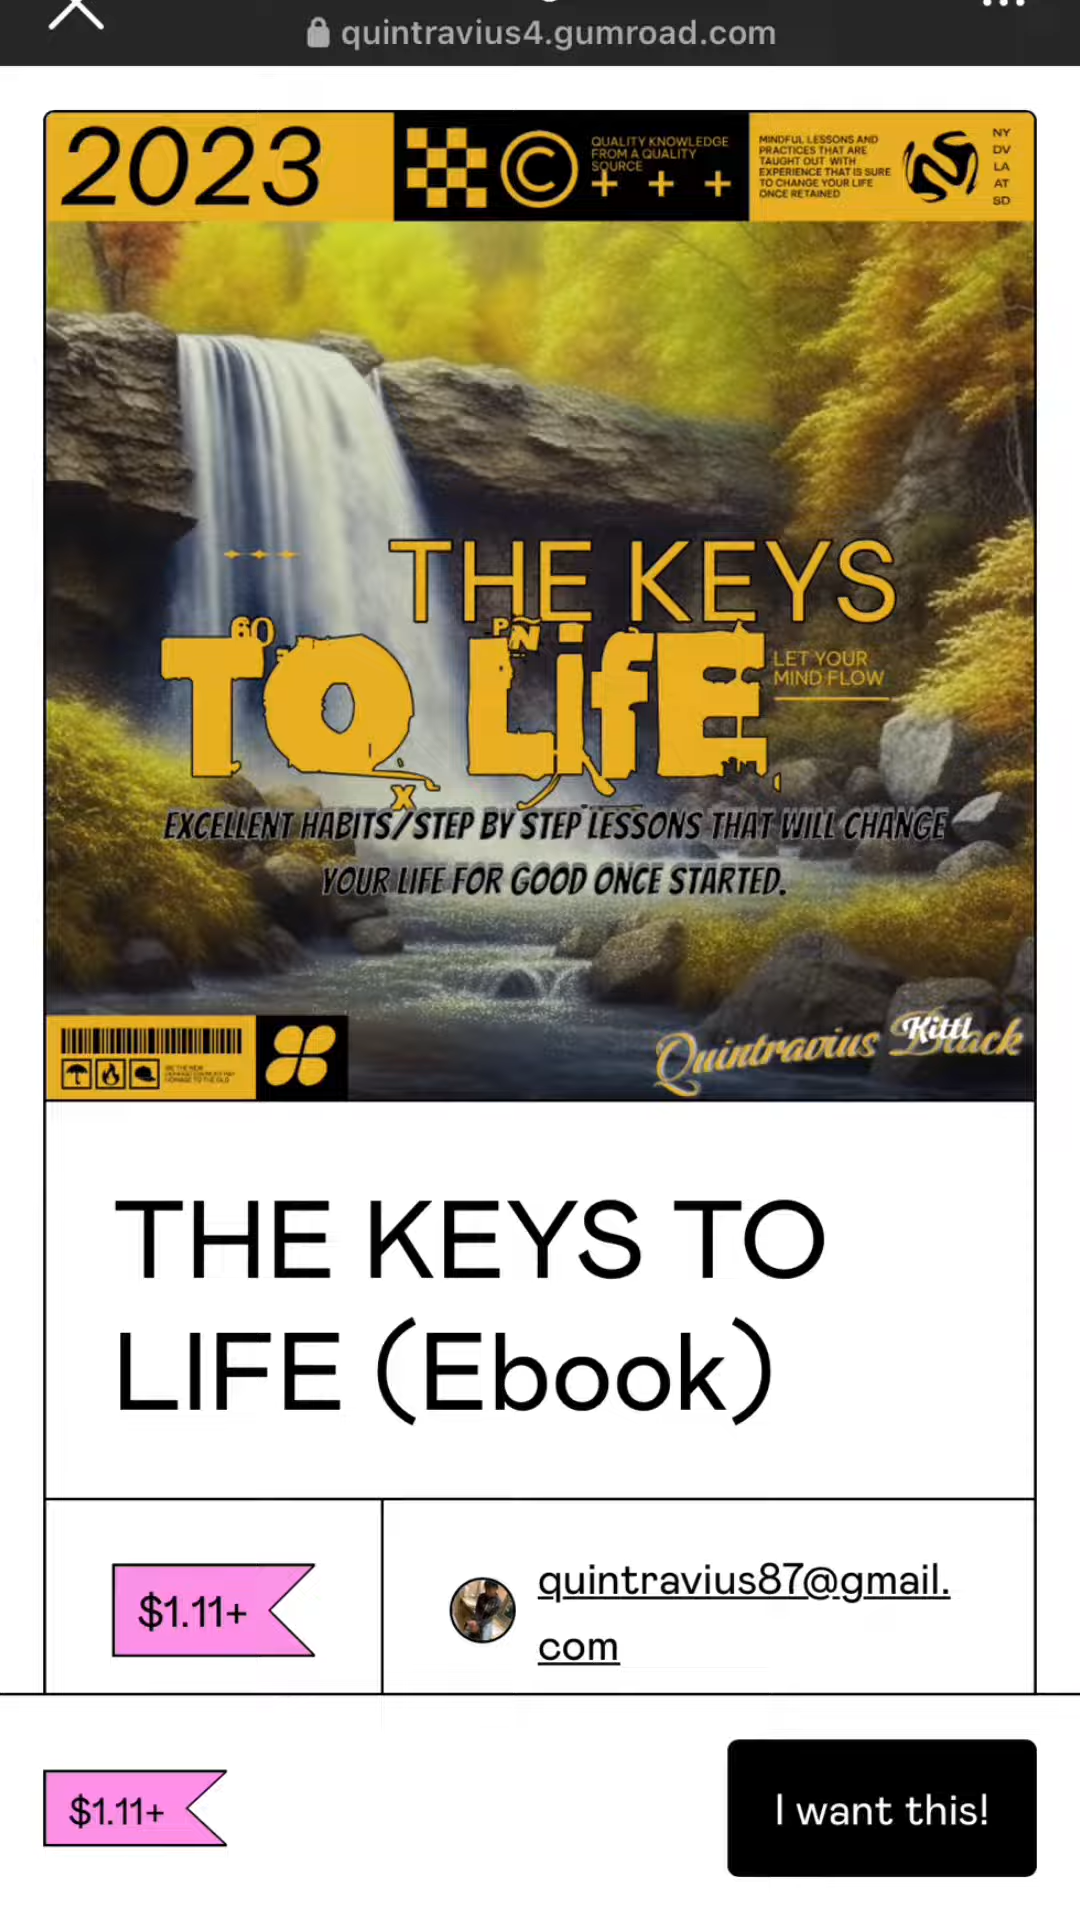 quintravius4.gumroad.com
2023
©
QUALITY KNOWLEDGE
FROM A QUALITY
SOURCE
+ + +
MINDFUL LESSONS AND
PRACTICES THAT ARE
TAUGHT OUT WITH
EXPERIENCE THAT IS SURE
TO CHANGE YOUR LIFE
ONCE RETAINED
NY
DV
LA
AT
SD
THE KEYS
TO LifE
LET YOUR
MIND FLOW
EXCELLENT HABITS/STEP BY STEP LESSONS THAT WILL CHANGE
YOUR LIFE FOR GOOD ONCE STARTED.
Quintravius Black
Kittl
THE KEYS TO
LIFE (Ebook)
$1.11+
quintravius87@gmail.
com
$1.11+
I want this!